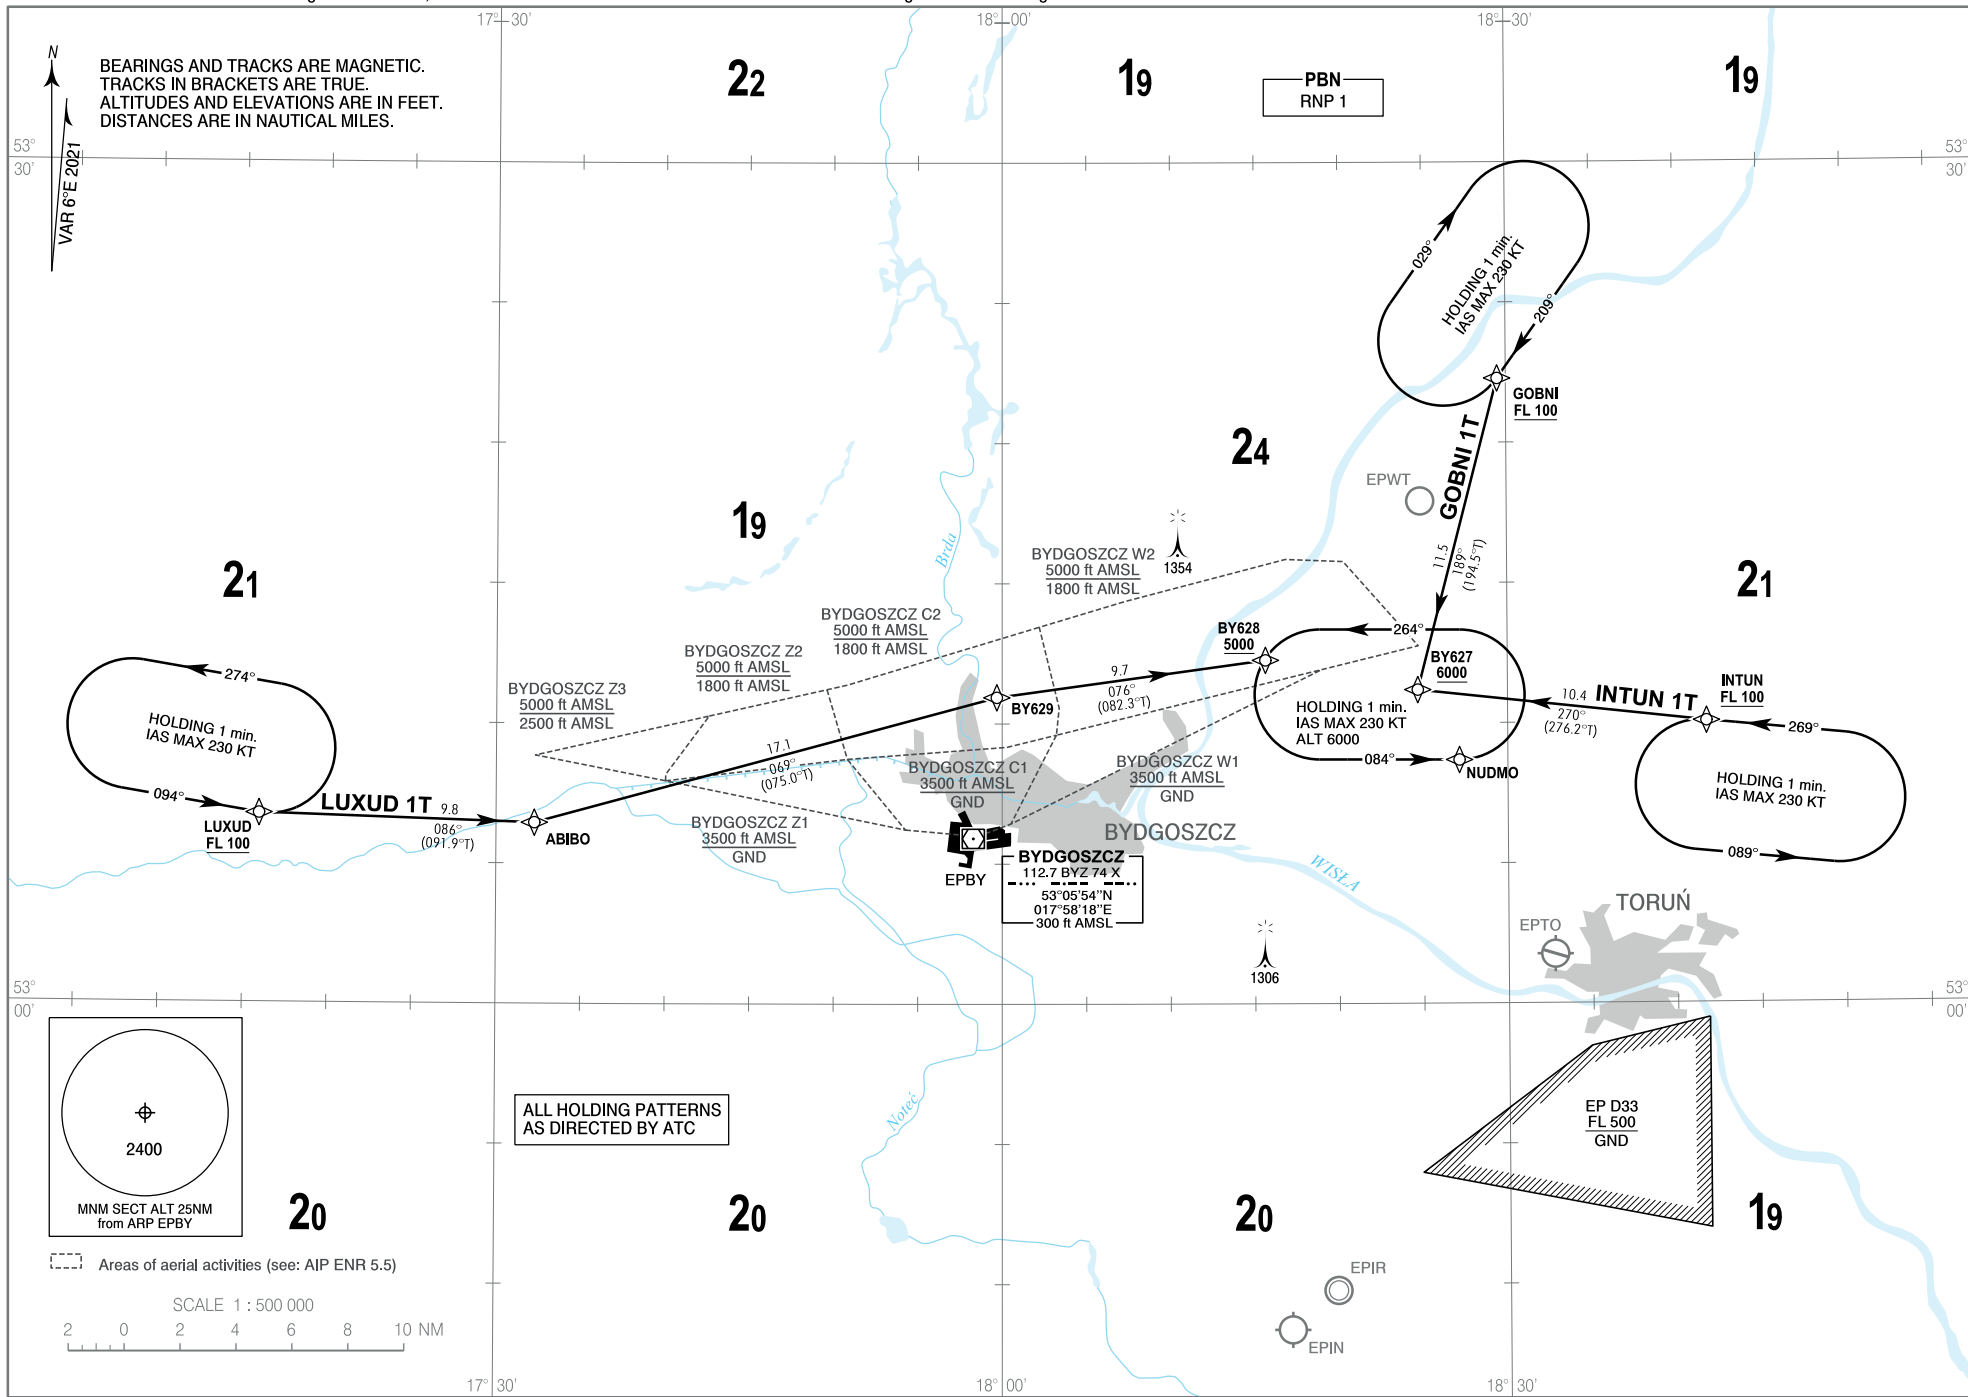 17° 30'
18° 00'
18° 30'
N
VAR 6°E 2021
BEARINGS AND TRACKS ARE MAGNETIC.
TRACKS IN BRACKETS ARE TRUE.
ALTITUDES AND ELEVATIONS ARE IN FEET.
DISTANCES ARE IN NAUTICAL MILES.
22
19
PBN
RNP 1
19
53°
30'
53°
30'
029°
HOLDING 1 min.
IAS MAX 230 KT
209°
GOBNI
FL 100
GOBNI 1T
11.5
189°
(194.5°T)
EPWT
24
19
21
21
Brda
1354
BYDGOSZCZ W2
5000 ft AMSL
1800 ft AMSL
BYDGOSZCZ C2
5000 ft AMSL
1800 ft AMSL
BYDGOSZCZ Z2
5000 ft AMSL
1800 ft AMSL
BYDGOSZCZ Z3
5000 ft AMSL
2500 ft AMSL
274°
HOLDING 1 min.
IAS MAX 230 KT
094°
LUXUD
FL 100
LUXUD 1T
9.8
086°
(091.9°T)
ABIBO
17.1
069°
(075.0°T)
BY629
9.7
076°
(082.3°T)
BY628
5000
264°
BY627
6000
HOLDING 1 min.
IAS MAX 230 KT
ALT 6000
084°
NUDMO
10.4
270°
(276.2°T)
INTUN 1T
INTUN
FL 100
269°
HOLDING 1 min.
IAS MAX 230 KT
089°
BYDGOSZCZ C1
3500 ft AMSL
GND
BYDGOSZCZ W1
3500 ft AMSL
GND
BYDGOSZCZ Z1
3500 ft AMSL
GND
BYDGOSZCZ
EPBY
BYDGOSZCZ
112.7 BYZ 74 X
53°05'54"N
017°58'18"E
300 ft AMSL
WISŁA
1306
TORUŃ
EPTO
53°
00'
53°
00'
2400
MNM SECT ALT 25NM
from ARP EPBY
ALL HOLDING PATTERNS
AS DIRECTED BY ATC
Noteć
EP D33
FL 500
GND
20
20
20
19
Areas of aerial activities (see: AIP ENR 5.5)
SCALE 1 : 500 000
2 0 2 4 6 8 10 NM
EPIR
EPIN
17° 30'
18° 00'
18° 30'